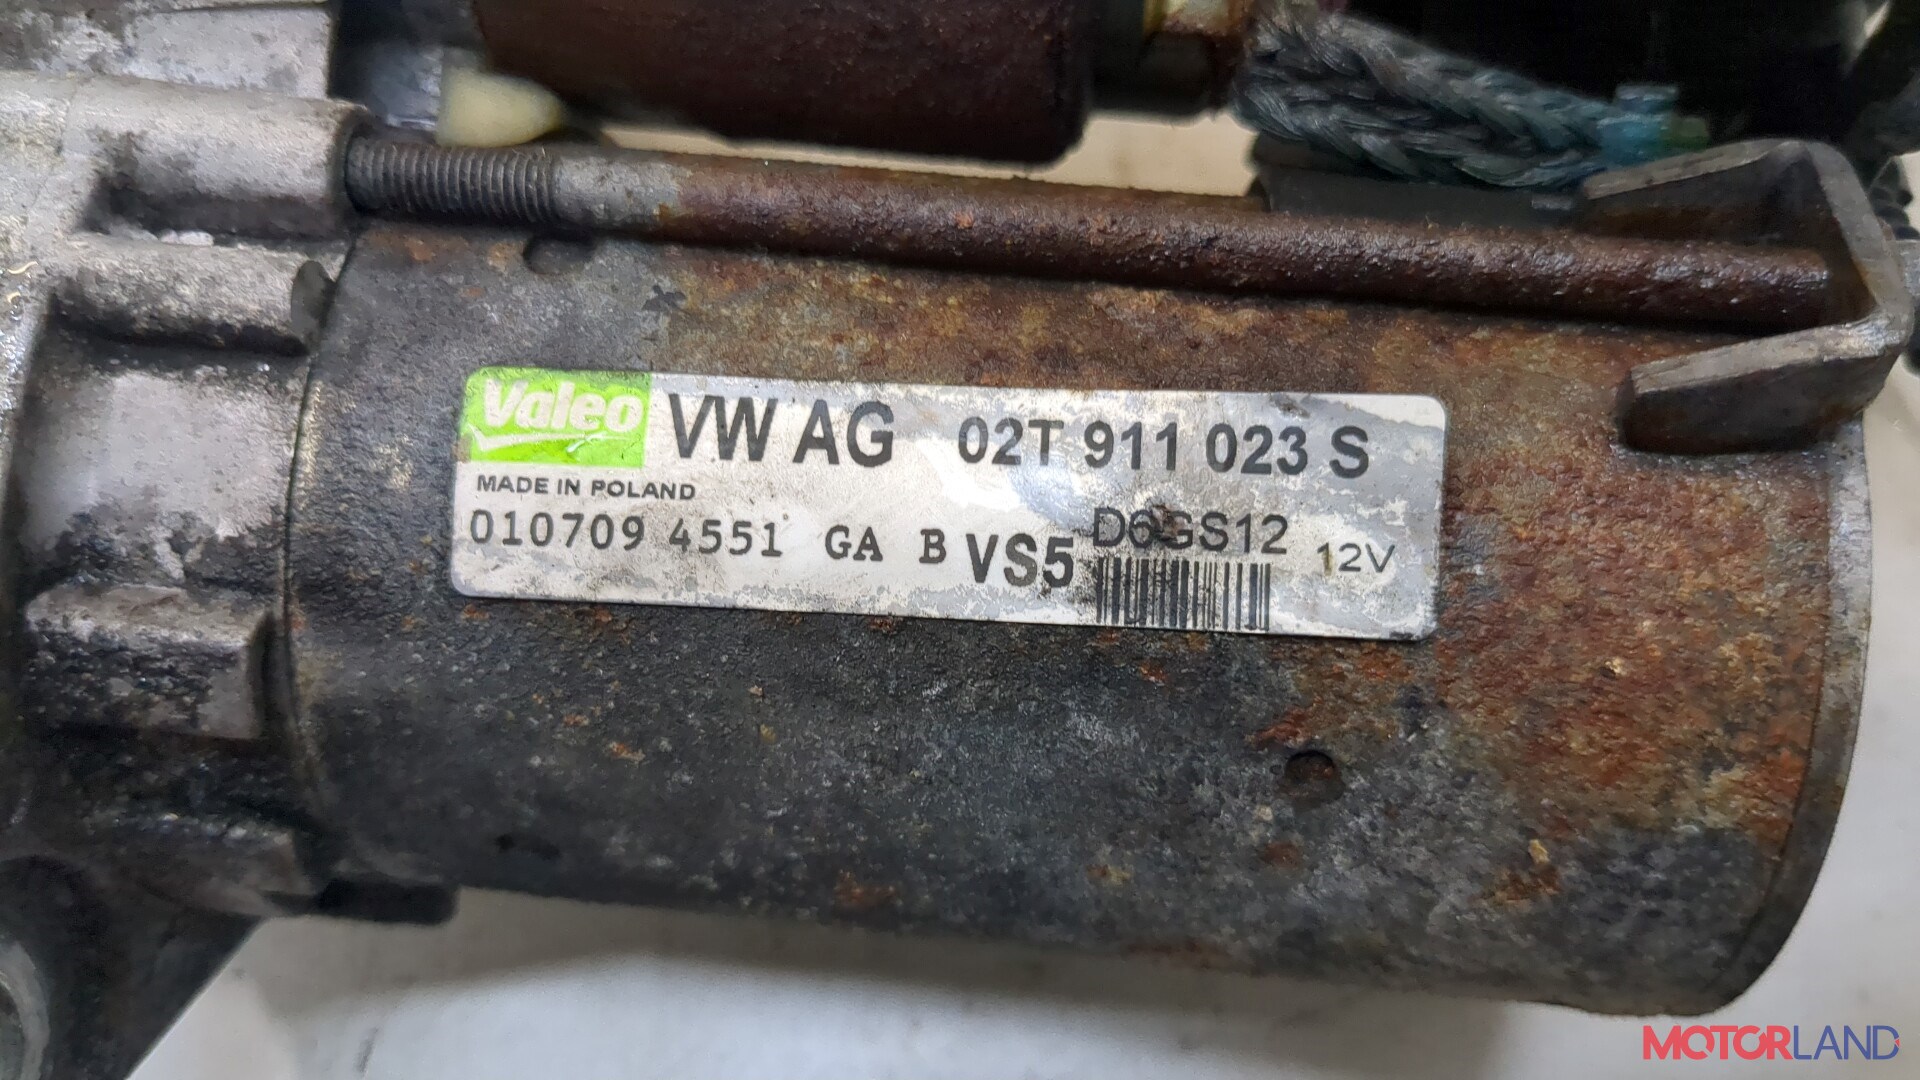 Valeo VW AG 02T 911 023 S
MADE IN POLAND
010709 4551 GA B VS5 D6GS12 12V
MOTORLAND